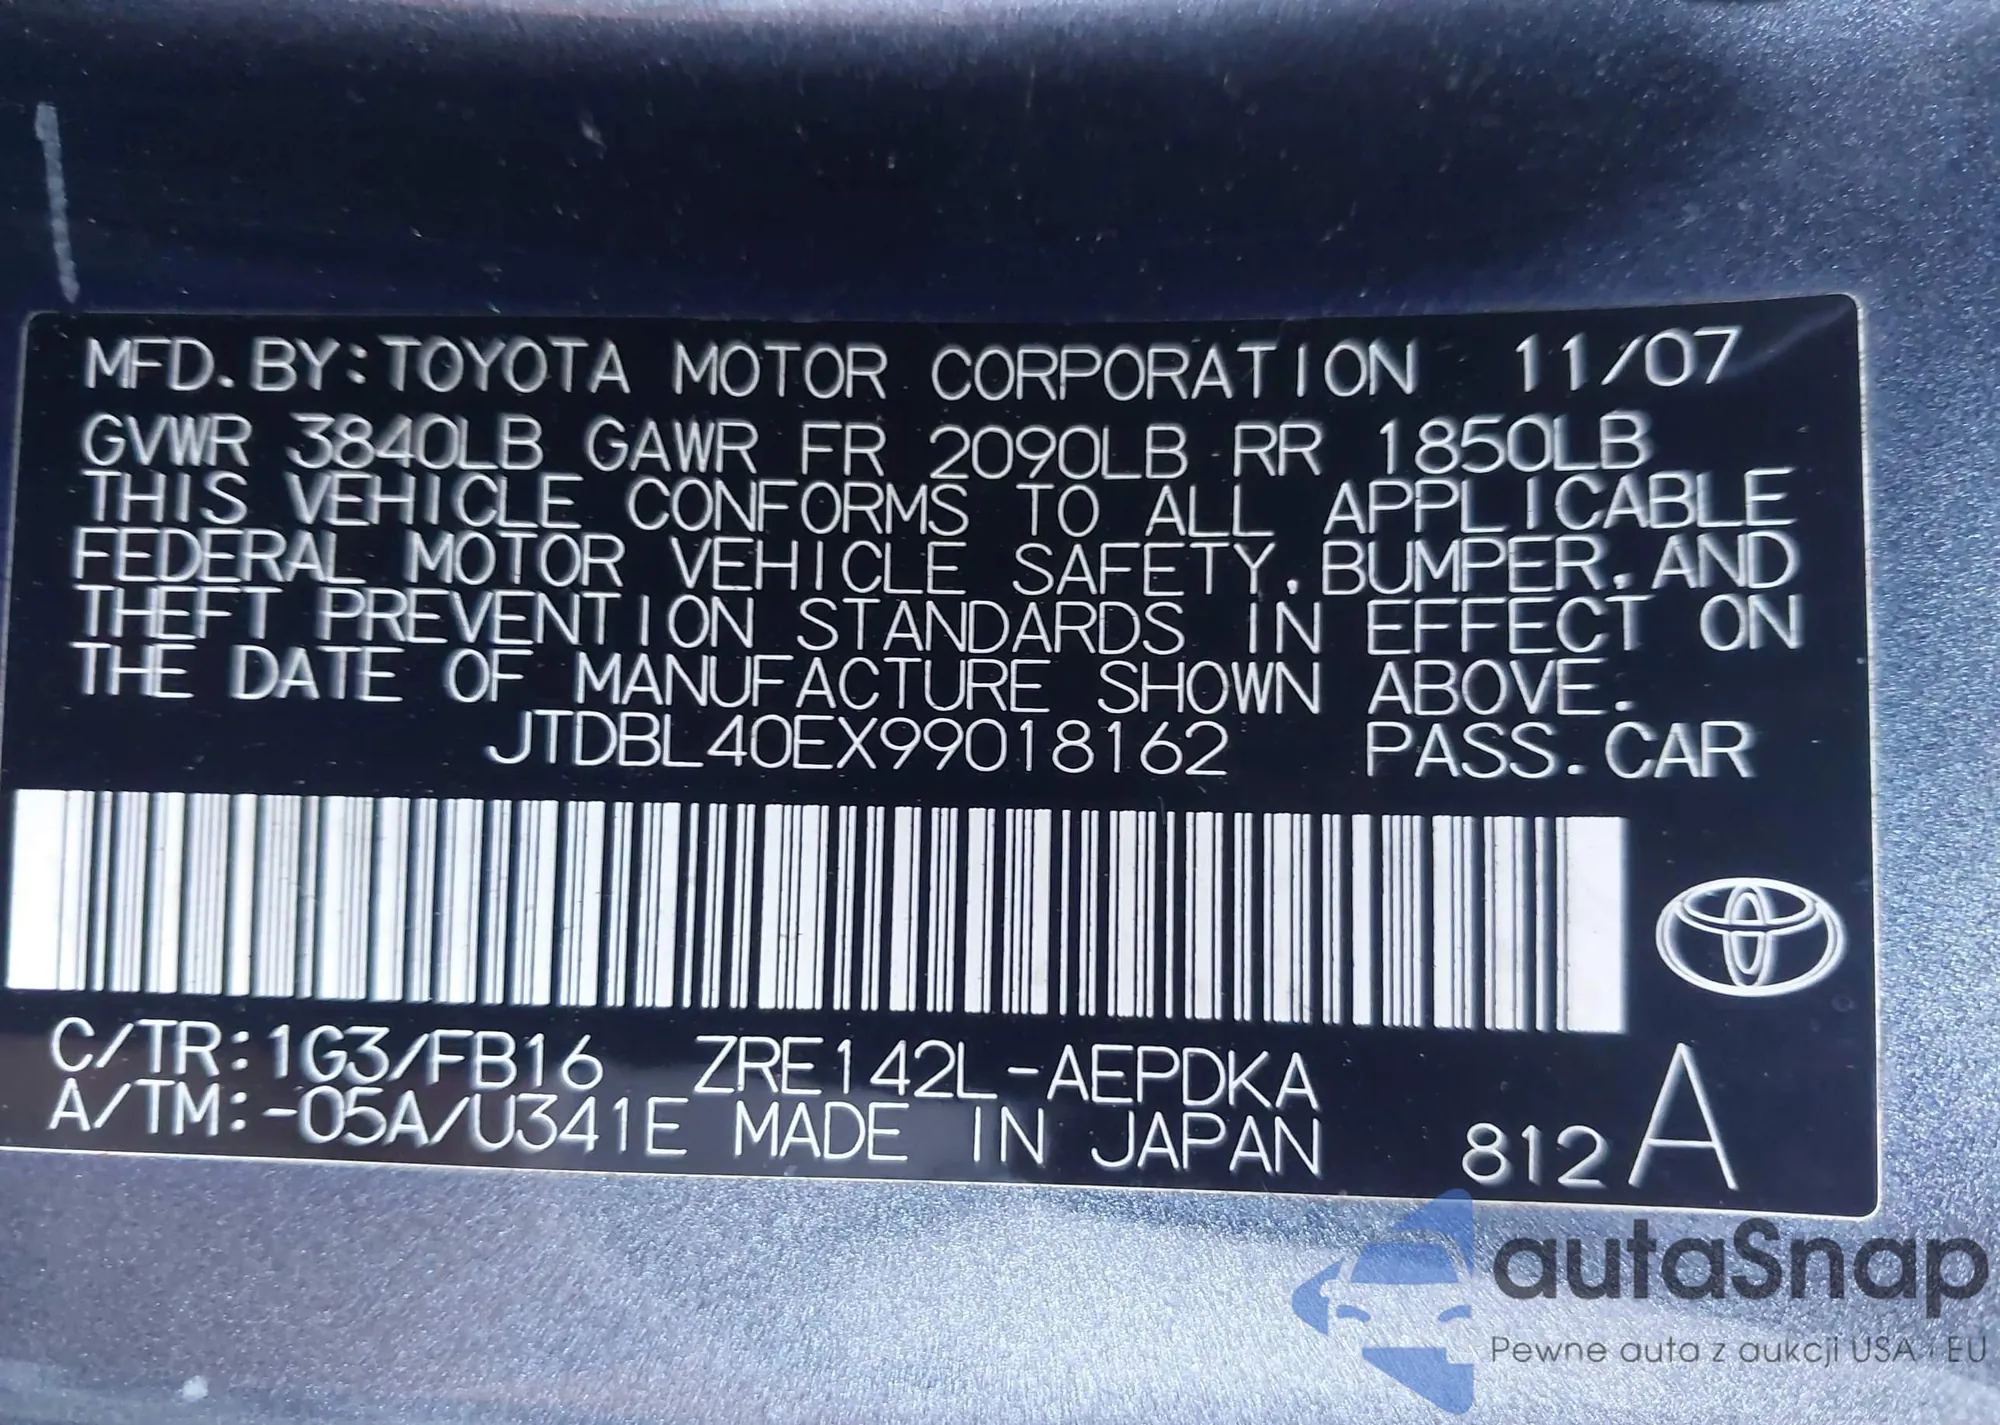 MFD.BY:TOYOTA MOTOR CORPORATION 11/07
GVWR 3840LB GAWR FR 2090LB RR 1850LB
THIS VEHICLE CONFORMS TO ALL APPLICABLE
FEDERAL MOTOR VEHICLE SAFETY,BUMPER,AND
THEFT PREVENTION STANDARDS IN EFFECT ON
THE DATE OF MANUFACTURE SHOWN ABOVE.
JTDBL40EX99018162 PASS.CAR
C/TR:1G3/FB16 ZRE142L-AEPDKA
A/TM:-05A/U341E MADE IN JAPAN 812A
autaSnap
Pewne auta z aukcji USA i EU